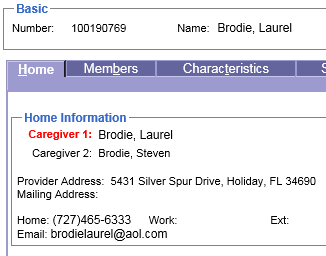 Basic
Number: 100190769 Name: Brodie, Laurel
Home Members Characteristics
Home Information
Caregiver 1: Brodie, Laurel
Caregiver 2: Brodie, Steven
Provider Address: 5431 Silver Spur Drive, Holiday, FL 34690
Mailing Address:
Home: (727)465-6333 Work: Ext:
Email: brodielaurel@aol.com